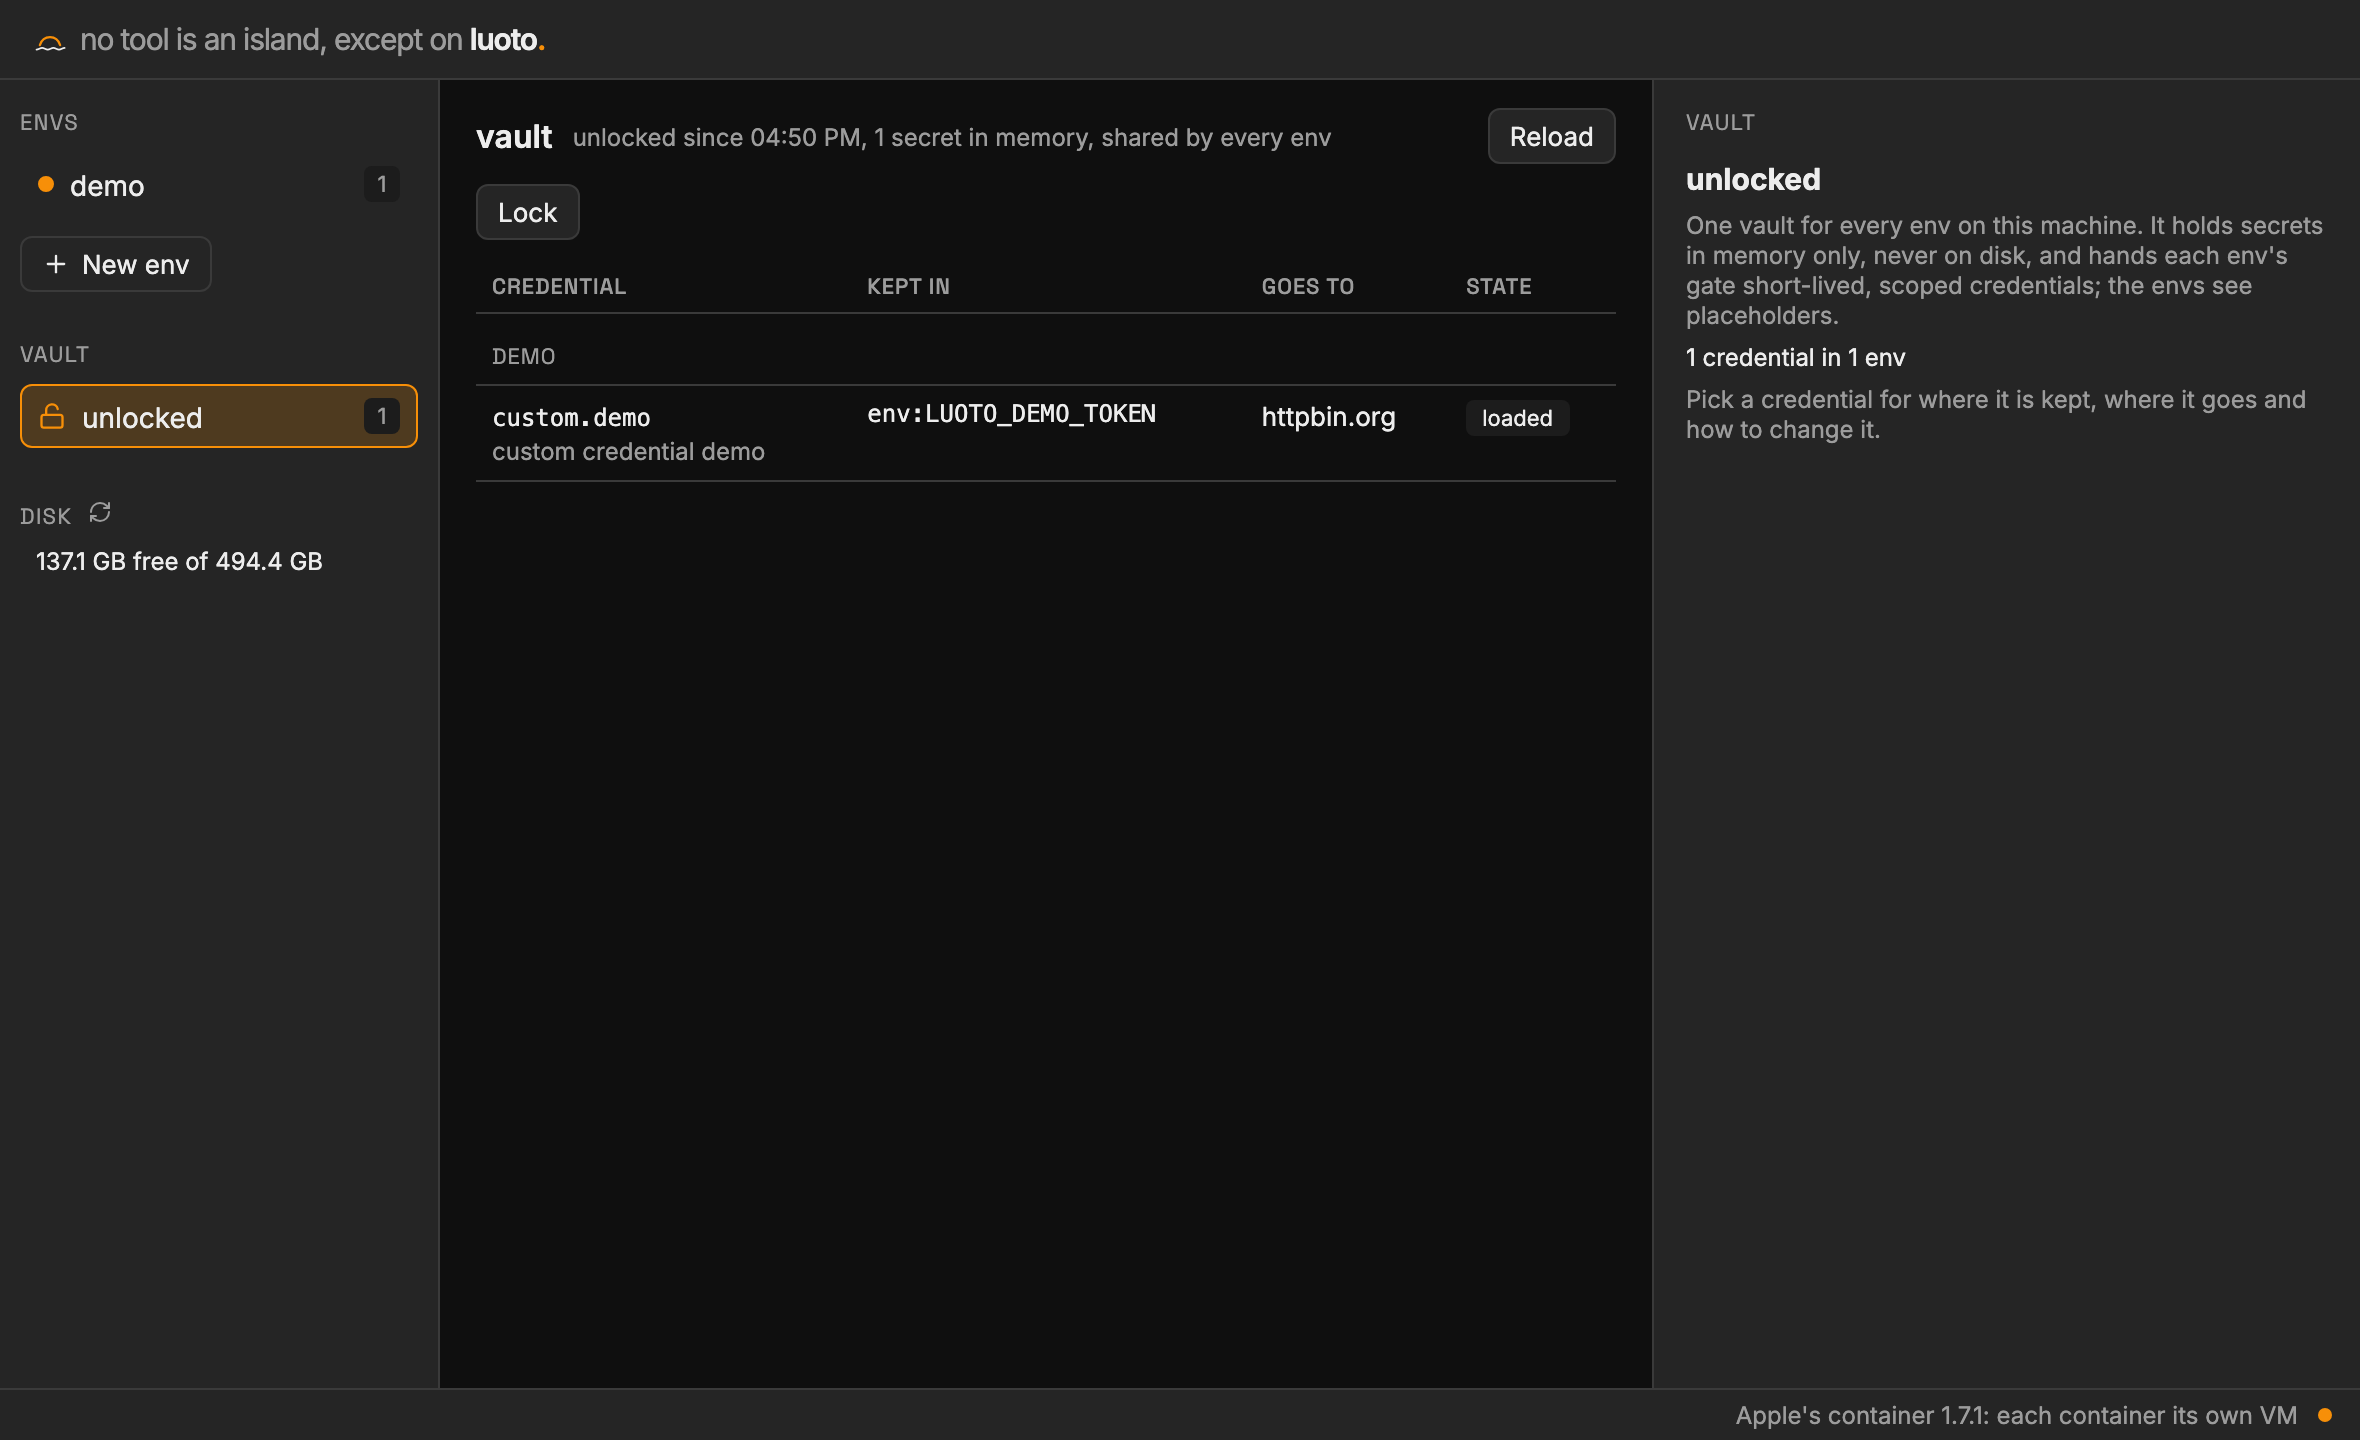 no tool is an island, except on luoto.
ENVS
demo 1
+ New env
VAULT
unlocked 1
DISK
137.1 GB free of 494.4 GB
vault unlocked since 04:50 PM, 1 secret in memory, shared by every env Reload
Lock
CREDENTIAL KEPT IN GOES TO STATE
DEMO
custom.demo env:LUOTO_DEMO_TOKEN httpbin.org loaded
custom credential demo
VAULT
unlocked
One vault for every env on this machine. It holds secrets
in memory only, never on disk, and hands each env's
gate short-lived, scoped credentials; the envs see
placeholders.
1 credential in 1 env
Pick a credential for where it is kept, where it goes and
how to change it.
Apple's container 1.7.1: each container its own VM